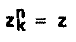 z_k^n = z